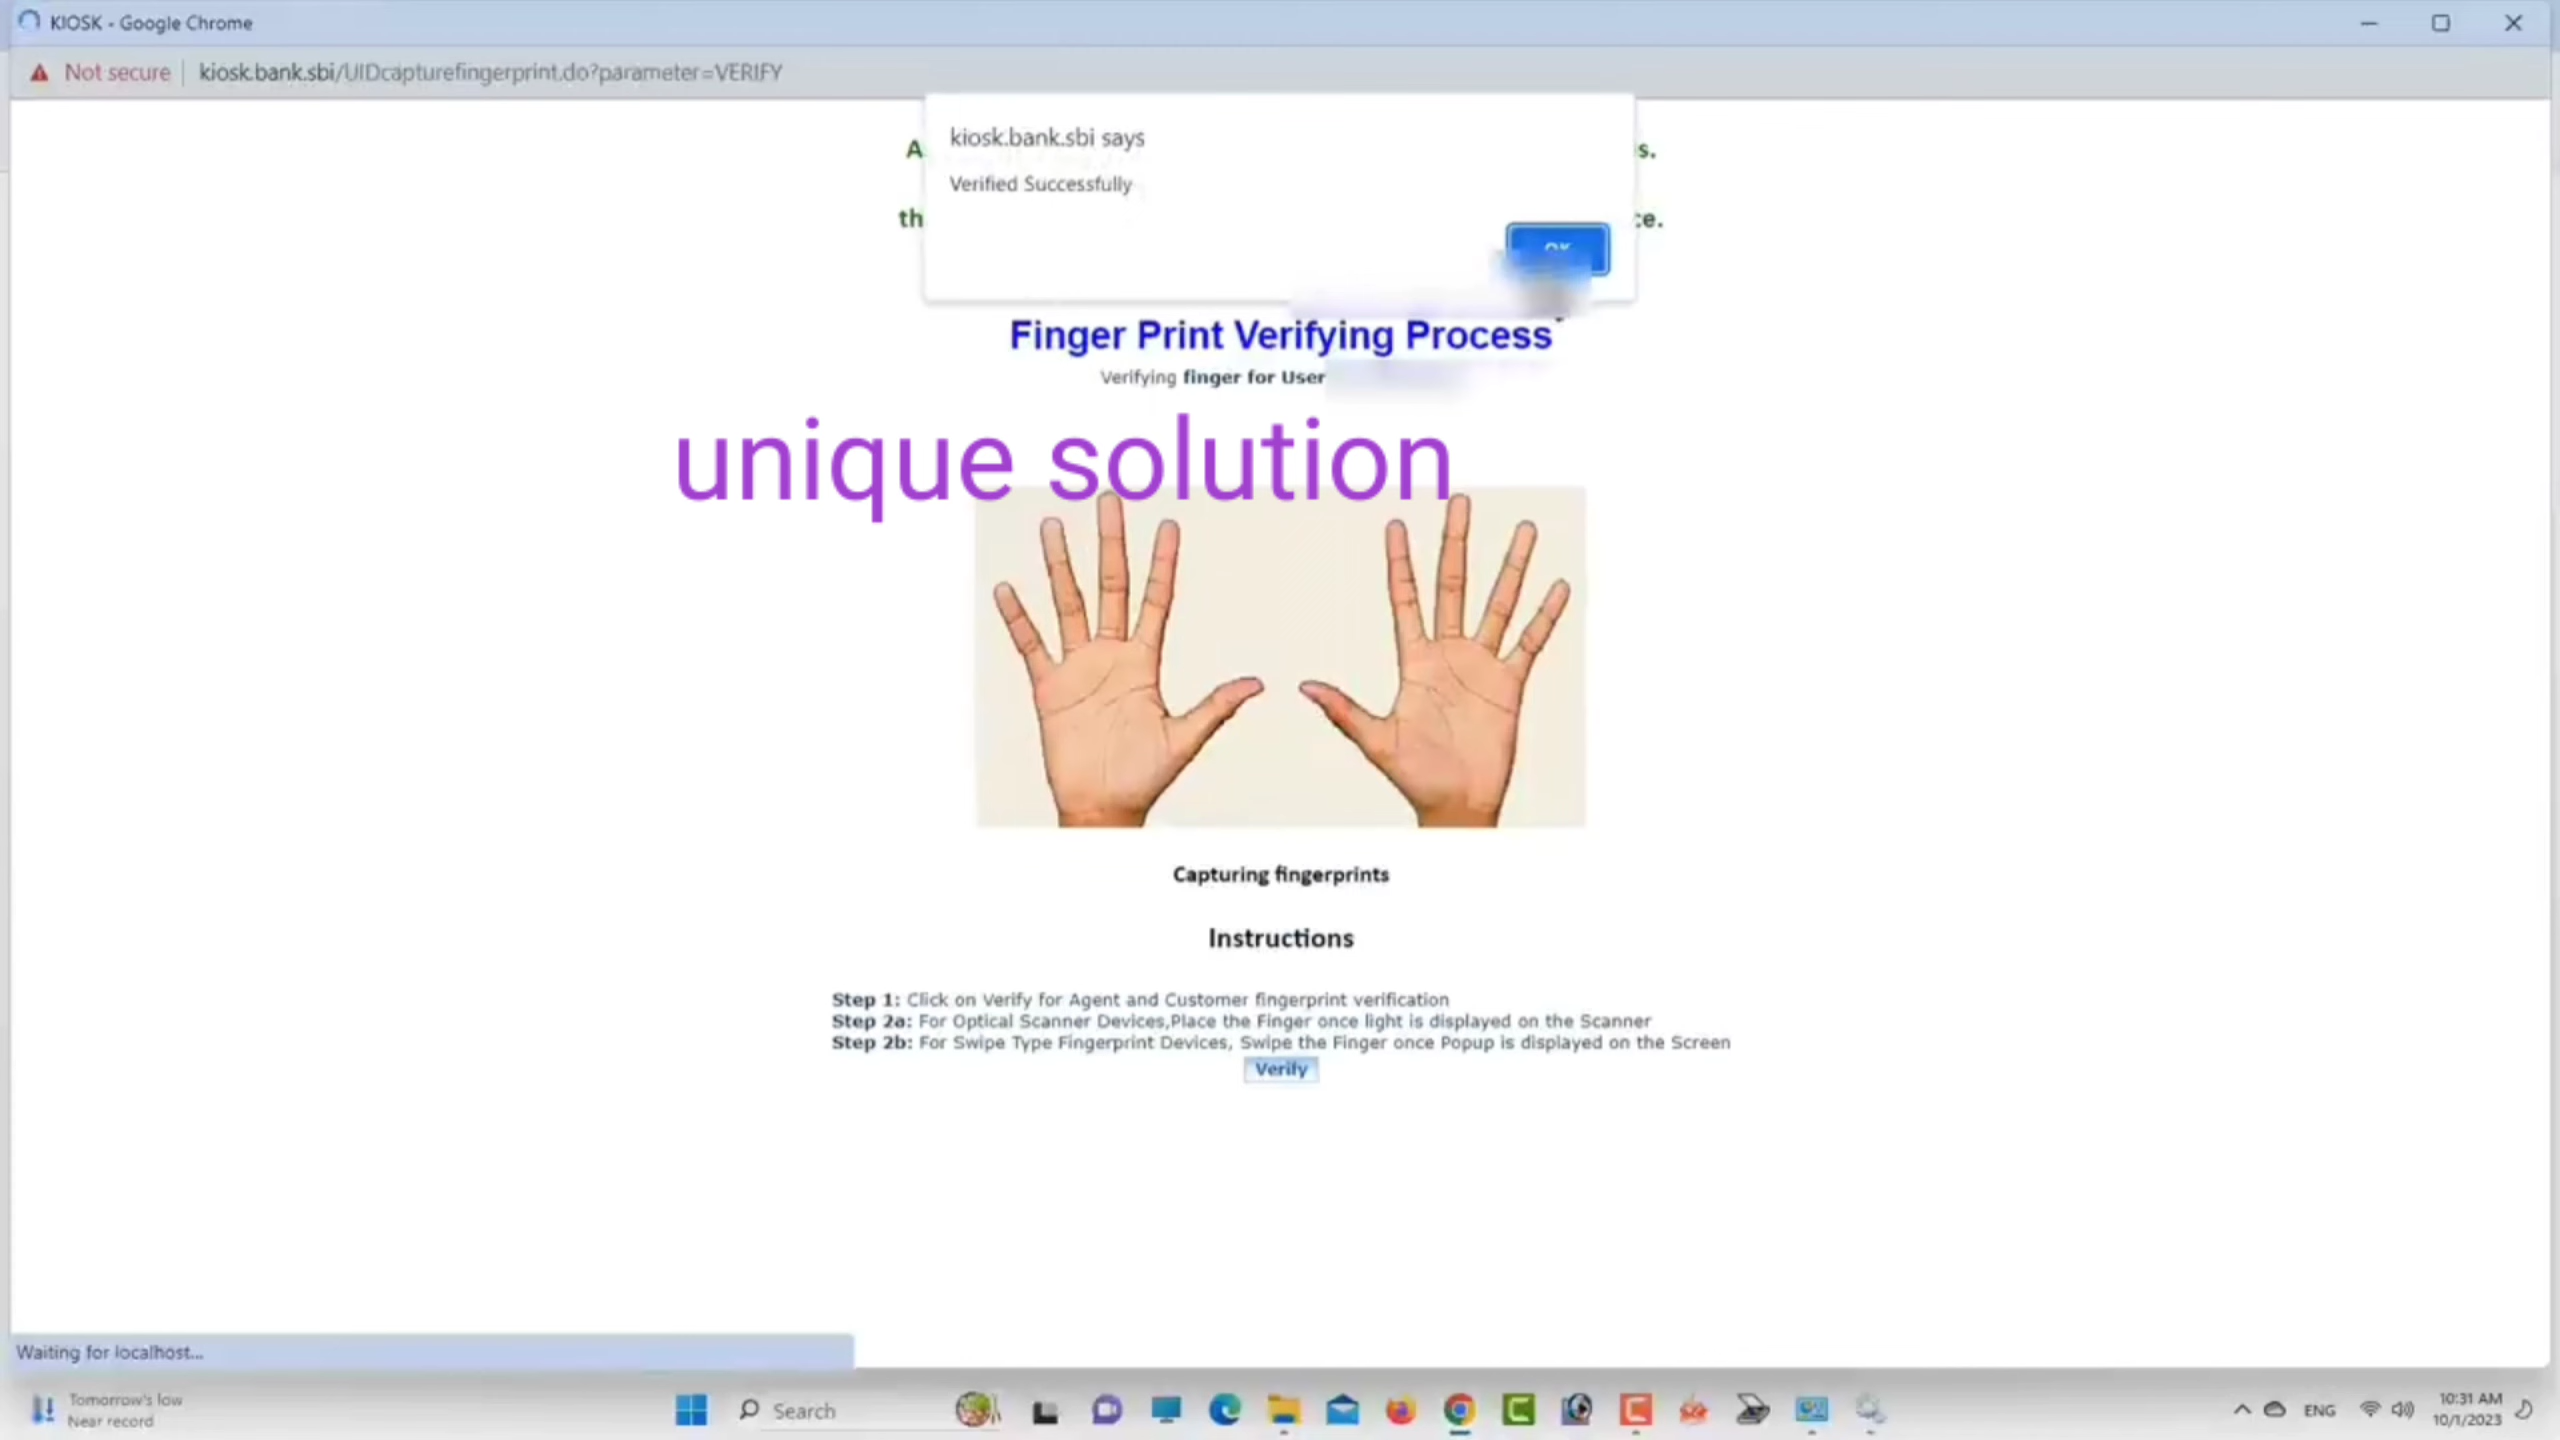 KIOSK - Google Chrome
Not secure
kiosk.bank.sbi/UIDcapturefingerprint.do?parameter=VERIFY
kiosk.bank.sbi says
Verified Successfully
OK
Finger Print Verifying Process
Verifying finger for User
unique solution
Capturing fingerprints
Instructions
Step 1: Click on Verify for Agent and Customer fingerprint verification
Step 2a: For Optical Scanner Devices,Place the Finger once light is displayed on the Scanner
Step 2b: For Swipe Type Fingerprint Devices, Swipe the Finger once Popup is displayed on the Screen
Verify
Waiting for localhost...
Tomorrow's low
Near record
Search
ENG
10:31 AM
10/1/2023